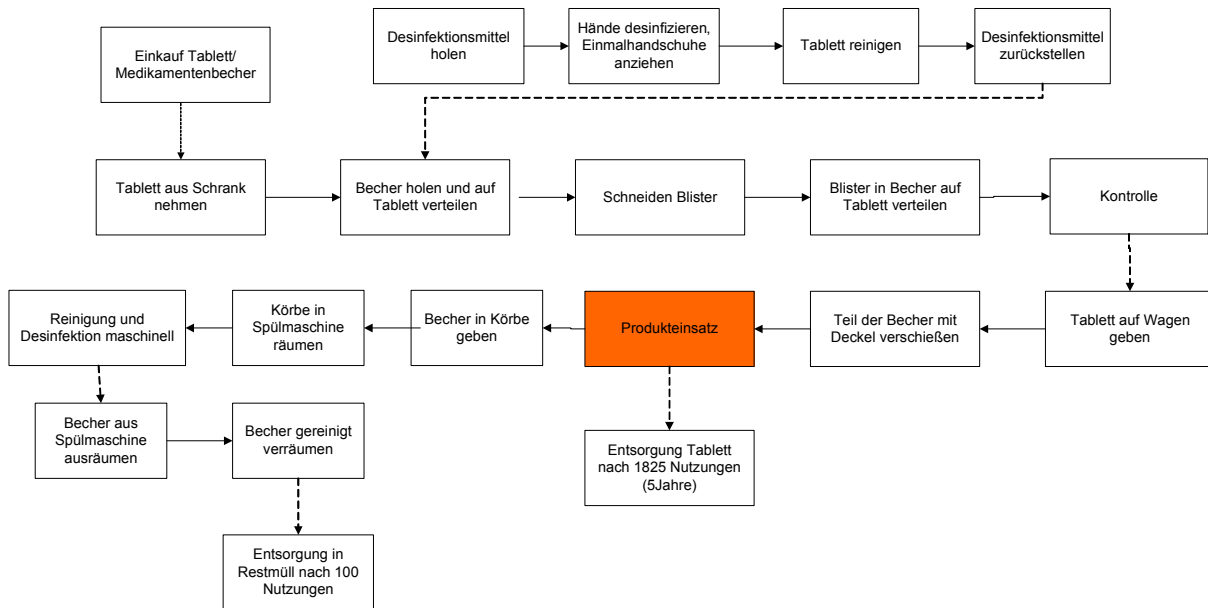 Einkauf Tablett/
Medikamentenbecher
Desinfektionsmittel
holen
Hände desinfizieren,
Einmalhandschuhe
anziehen
Tablett reinigen
Desinfektionsmittel
zurückstellen
Tablett aus Schrank
nehmen
Becher holen und auf
Tablett verteilen
Schneiden Blister
Blister in Becher auf
Tablett verteilen
Kontrolle
Reinigung und
Desinfektion maschinell
Körbe in
Spülmaschine
räumen
Becher in Körbe
geben
Produkteinsatz
Teil der Becher mit
Deckel verschießen
Tablett auf Wagen
geben
Becher aus
Spülmaschine
ausräumen
Becher gereinigt
verräumen
Entsorgung Tablett
nach 1825 Nutzungen
(5Jahre)
Entsorgung in
Restmüll nach 100
Nutzungen